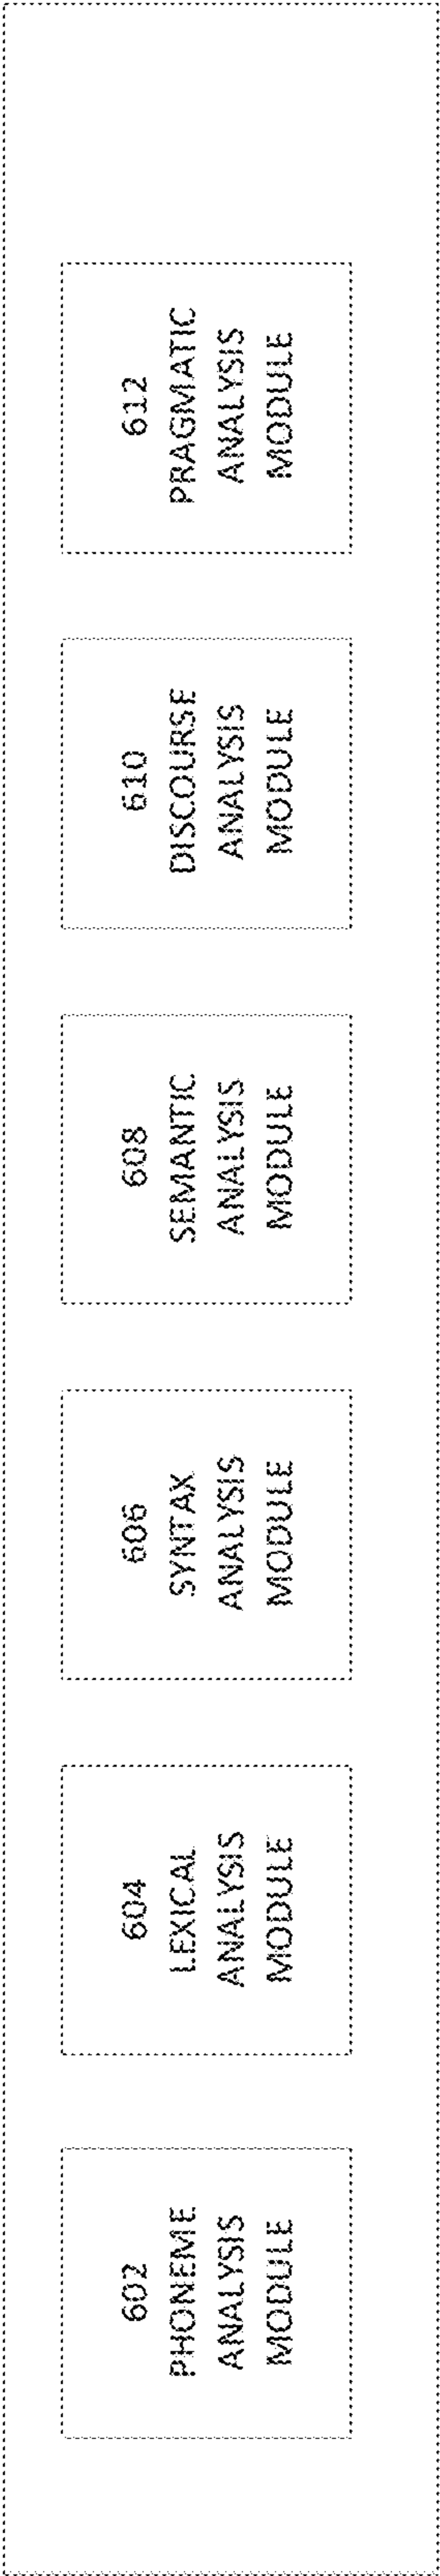 602
PHONEME
ANALYSIS
MODULE
604
LEXICAL
ANALYSIS
MODULE
606
SYNTAX
ANALYSIS
MODULE
608
SEMANTIC
ANALYSIS
MODULE
610
DISCOURSE
ANALYSIS
MODULE
612
PRAGMATIC
ANALYSIS
MODULE